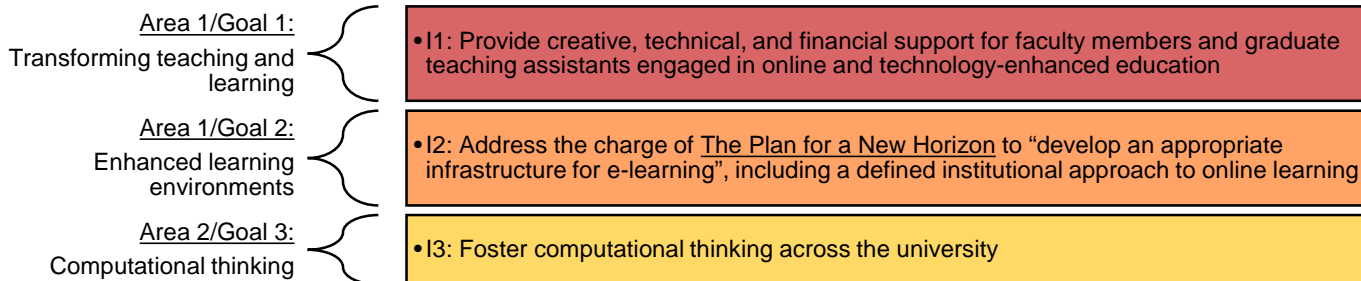 Area 1/Goal 1:
Transforming teaching and
learning
•I1: Provide creative, technical, and financial support for faculty members and graduate
teaching assistants engaged in online and technology-enhanced education
Area 1/Goal 2:
Enhanced learning
environments
•I2: Address the charge of The Plan for a New Horizon to “develop an appropriate
infrastructure for e-learning”, including a defined institutional approach to online learning
Area 2/Goal 3:
Computational thinking
•I3: Foster computational thinking across the university